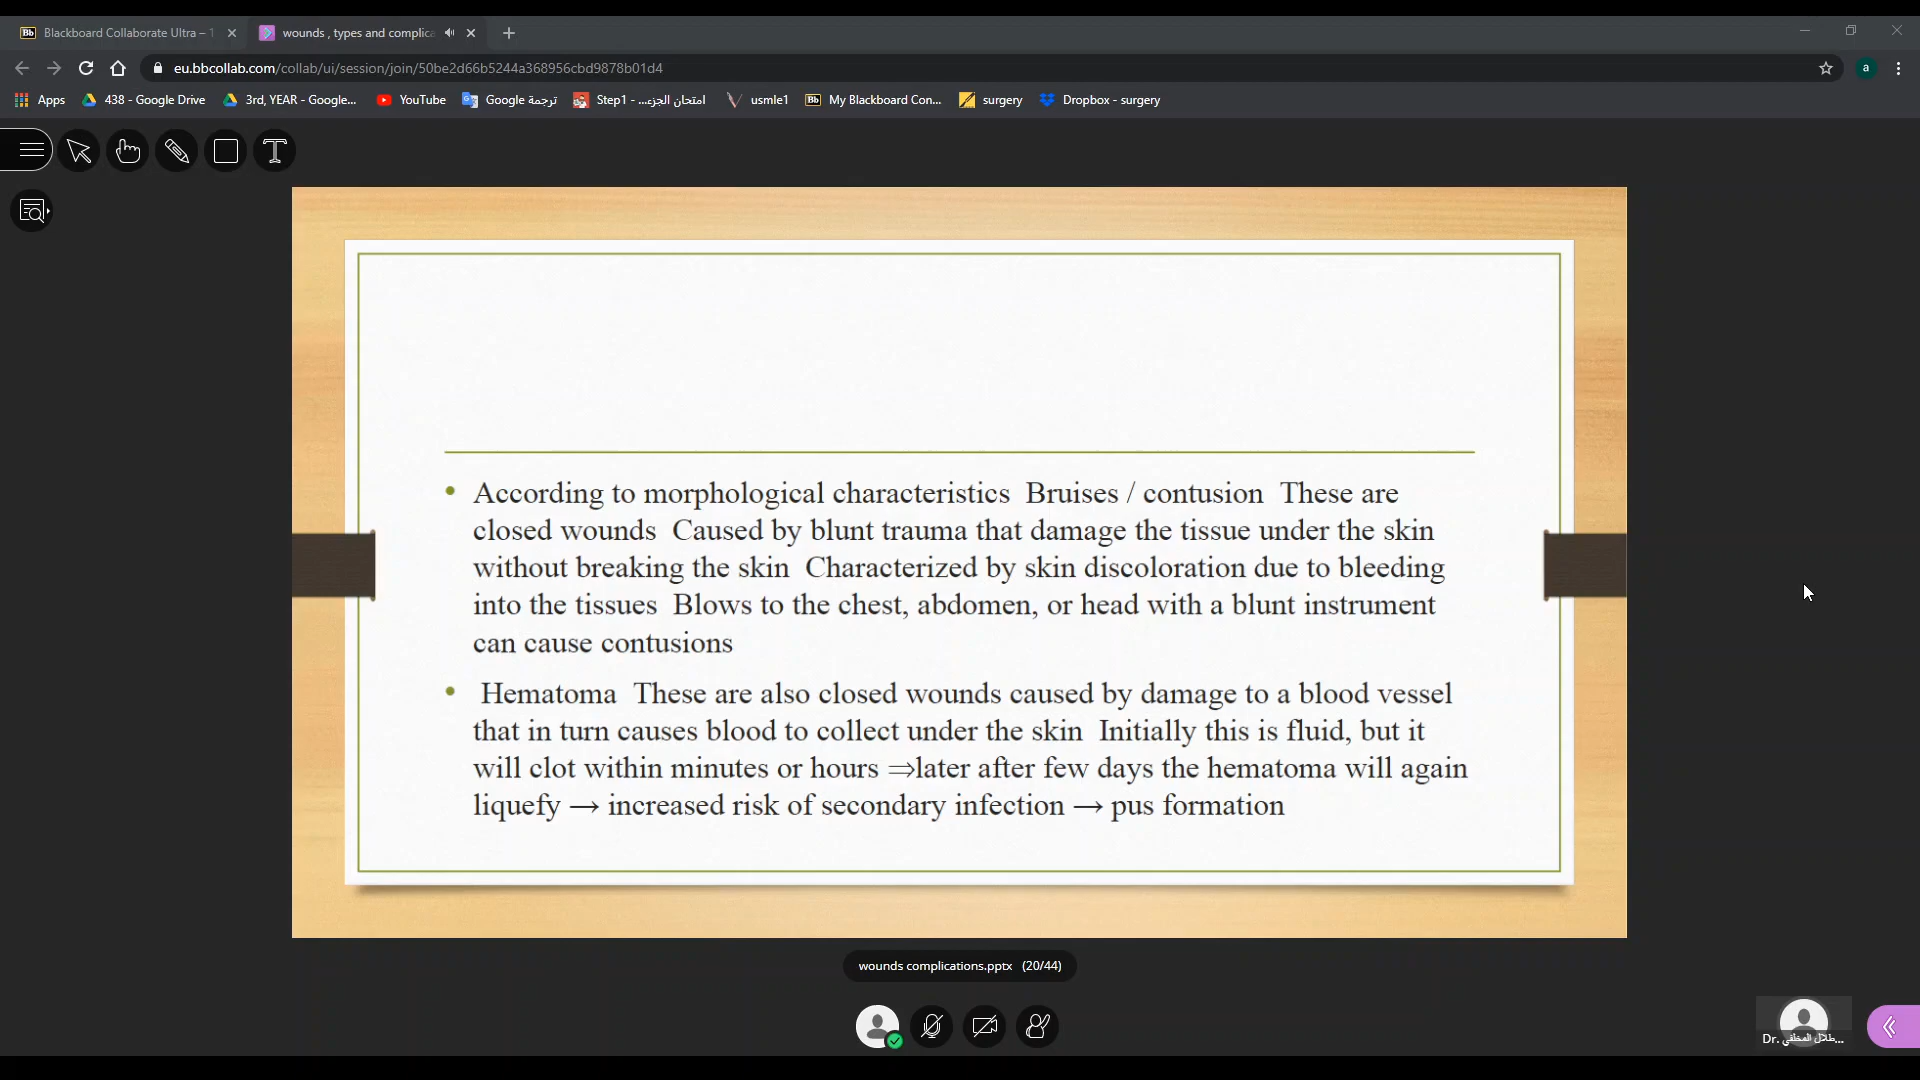 Blackboard Collaborate Ultra –
wounds , types and complica
eu.bbcollab.com/collab/ui/session/join/50be2d66b5244a368956cbd9878b01d4
a
Apps
438 - Google Drive
3rd, YEAR - Google...
YouTube
ترجمة Google
Step1 - ...امتحان الجزء
usmle1
My Blackboard Con...
surgery
Dropbox - surgery
• According to morphological characteristics Bruises / contusion These are
closed wounds Caused by blunt trauma that damage the tissue under the skin
without breaking the skin Characterized by skin discoloration due to bleeding
into the tissues Blows to the chest, abdomen, or head with a blunt instrument
can cause contusions
• Hematoma These are also closed wounds caused by damage to a blood vessel
that in turn causes blood to collect under the skin Initially this is fluid, but it
will clot within minutes or hours ⇒later after few days the hematoma will again
liquefy → increased risk of secondary infection → pus formation
wounds complications.pptx (20/44)
Dr. طلال